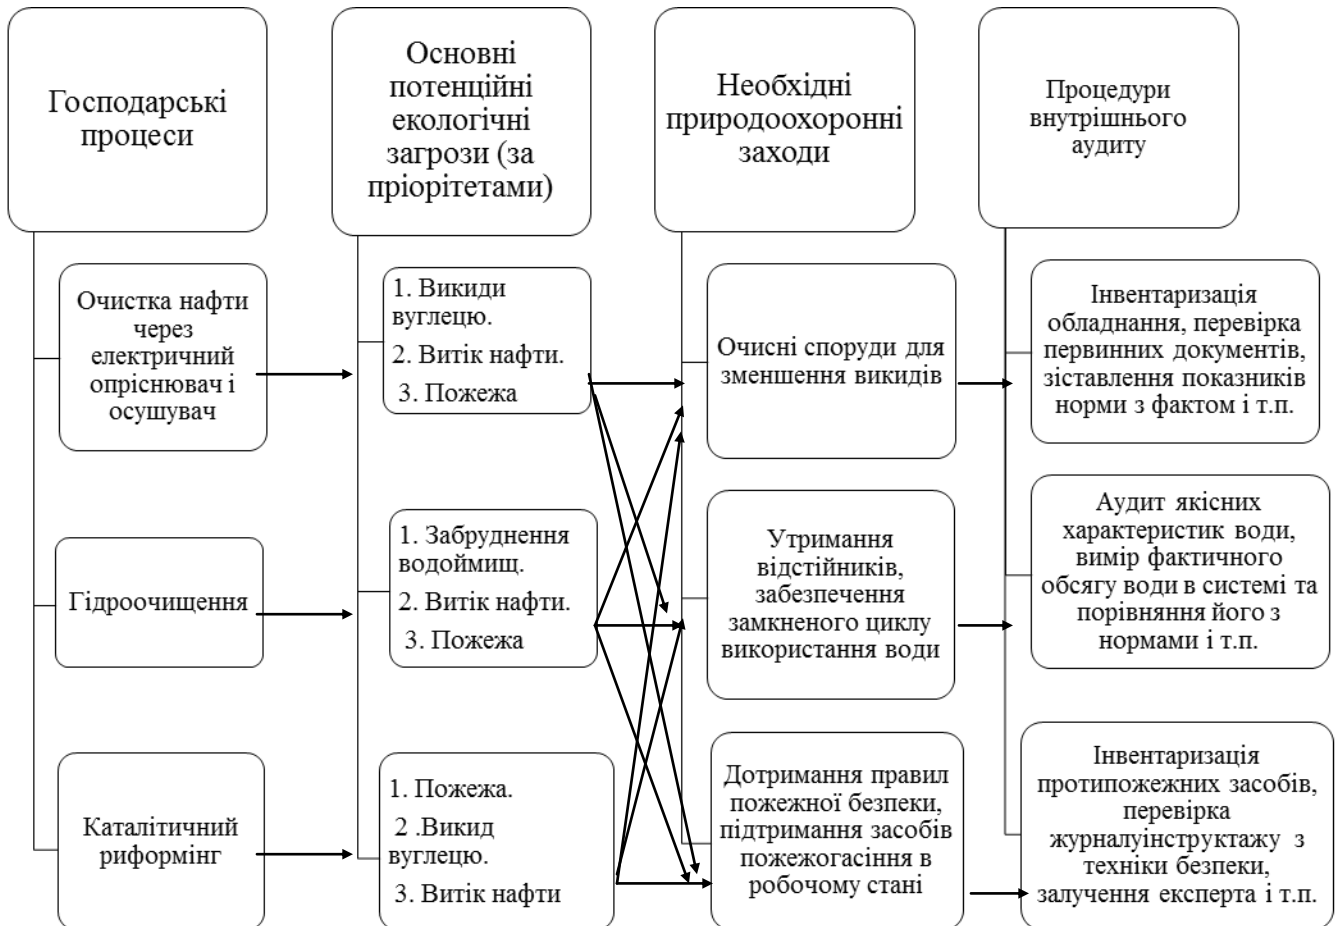 Господарські
процеси
Основні
потенційні
екологічні
загрози (за
пріорітетами)
Необхідні
природоохоронні
заходи
Процедури
внутрішнього
аудиту
Очистка нафти
через
електричний
опріснювач і
осушувач
1. Викиди
вуглецю.
2. Витік нафти.
3. Пожежа
Очисні споруди для
зменшення викидів
Інвентаризація
обладнання, перевірка
первинних документів,
зіставлення показників
норми з фактом і т.п.
Гідроочищення
1. Забруднення
водоймищ.
2. Витік нафти.
3. Пожежа
Утримання
відстійників,
забезпечення
замкненого циклу
використання води
Аудит якісних
характеристик води,
вимір фактичного
обсягу води в системі та
порівняння його з
нормами і т.п.
Каталітичний
риформінг
1. Пожежа.
2 .Викид
вуглецю.
3. Витік нафти
Дотримання правил
пожежної безпеки,
підтримання засобів
пожежогасіння в
робочому стані
Інвентаризація
протипожежних засобів,
перевірка
журналуінструктажу з
техніки безпеки,
залучення експерта і т.п.